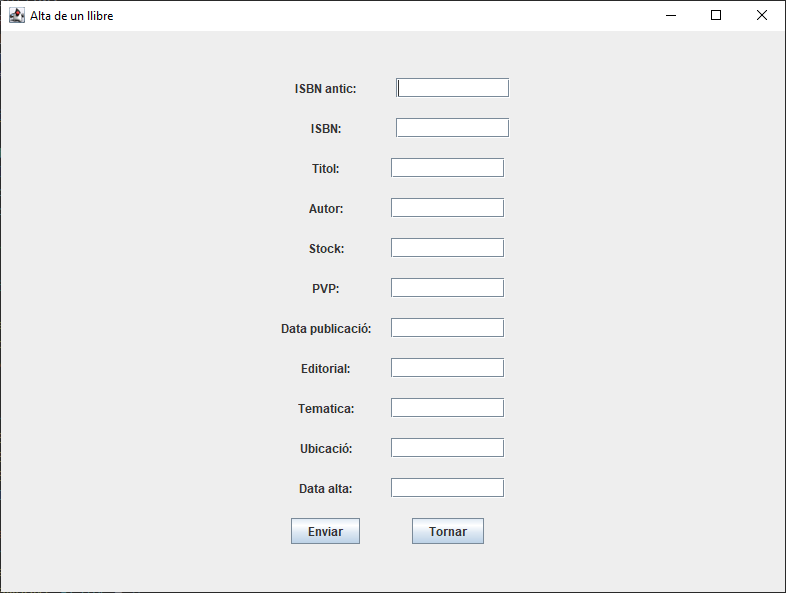 Alta de un llibre
ISBN antic:
ISBN:
Titol:
Autor:
Stock:
PVP:
Data publicació:
Editorial:
Tematica:
Ubicació:
Data alta:
Enviar Tornar